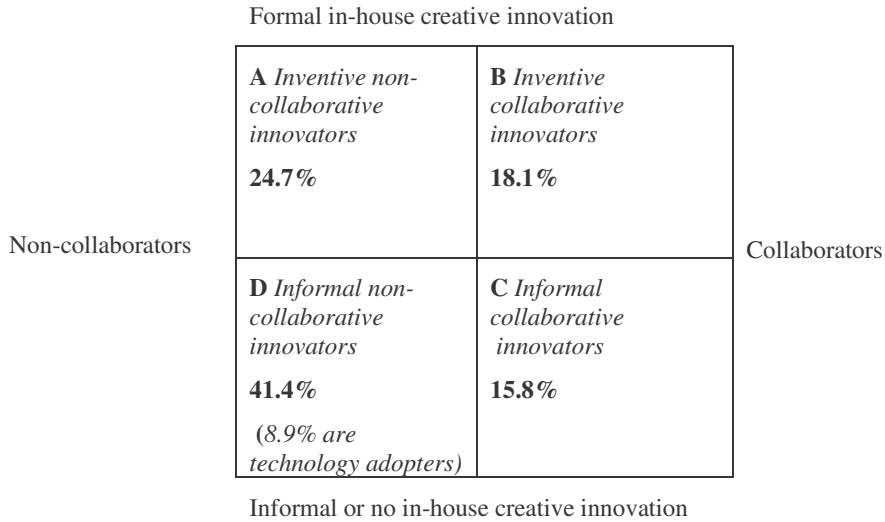 Formal in-house creative innovation
A Inventive non-
collaborative
innovators
24.7%
B Inventive
collaborative
innovators
18.1%
Non-collaborators
Collaborators
D Informal non-
collaborative
innovators
41.4%
(8.9% are
technology adopters)
C Informal
collaborative
innovators
15.8%
Informal or no in-house creative innovation